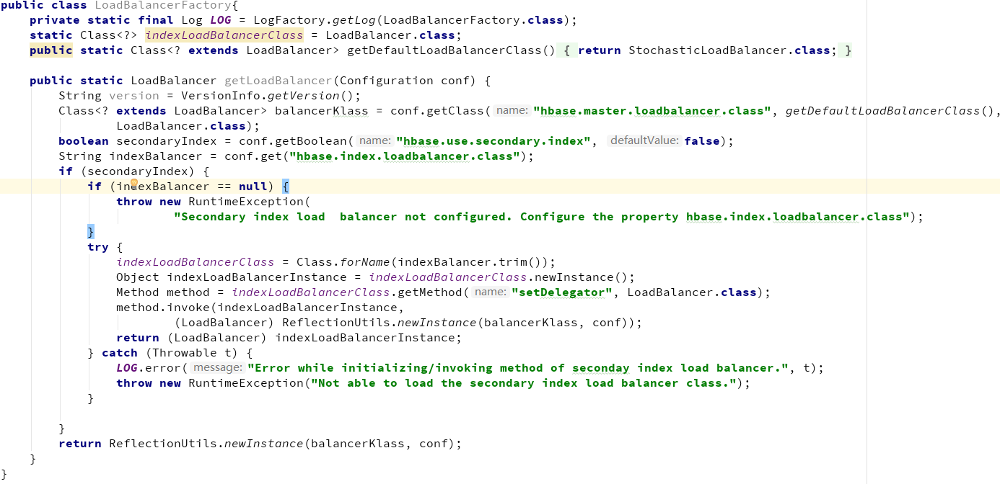 public class LoadBalancerFactory{
    private static final Log LOG = LogFactory.getLog(LoadBalancerFactory.class);
    static Class<?> indexLoadBalancerClass = LoadBalancer.class;
    public static Class<? extends LoadBalancer> getDefaultLoadBalancerClass() { return StochasticLoadBalancer.class; }

    public static LoadBalancer getLoadBalancer(Configuration conf) {
        String version = VersionInfo.getVersion();
        Class<? extends LoadBalancer> balancerKlass = conf.getClass( name: "hbase.master.loadbalancer.class", getDefaultLoadBalancerClass(),
                LoadBalancer.class);
        boolean secondaryIndex = conf.getBoolean( name: "hbase.use.secondary.index", defaultValue: false);
        String indexBalancer = conf.get("hbase.index.loadbalancer.class");
        if (secondaryIndex) {
            if (indexBalancer == null) {
                throw new RuntimeException(
                        "Secondary index load  balancer not configured. Configure the property hbase.index.loadbalancer.class");
            }
            try {
                indexLoadBalancerClass = Class.forName(indexBalancer.trim());
                Object indexLoadBalancerInstance = indexLoadBalancerClass.newInstance();
                Method method = indexLoadBalancerClass.getMethod( name: "setDelegator", LoadBalancer.class);
                method.invoke(indexLoadBalancerInstance,
                        (LoadBalancer) ReflectionUtils.newInstance(balancerKlass, conf));
                return (LoadBalancer) indexLoadBalancerInstance;
            } catch (Throwable t) {
                LOG.error( message: "Error while initializing/invoking method of seconday index load balancer.", t);
                throw new RuntimeException("Not able to load the secondary index load balancer class.");
            }

        }
        return ReflectionUtils.newInstance(balancerKlass, conf);
    }
}